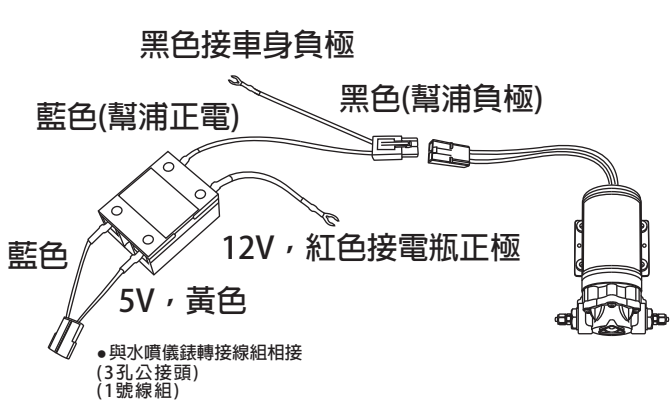 黑色接車身負極
黑色(幫浦負極)
藍色(幫浦正電)
12V，紅色接電瓶正極
藍色
5V，黃色
●與水噴儀錶轉接線組相接
(3孔公接頭)
(1號線組)